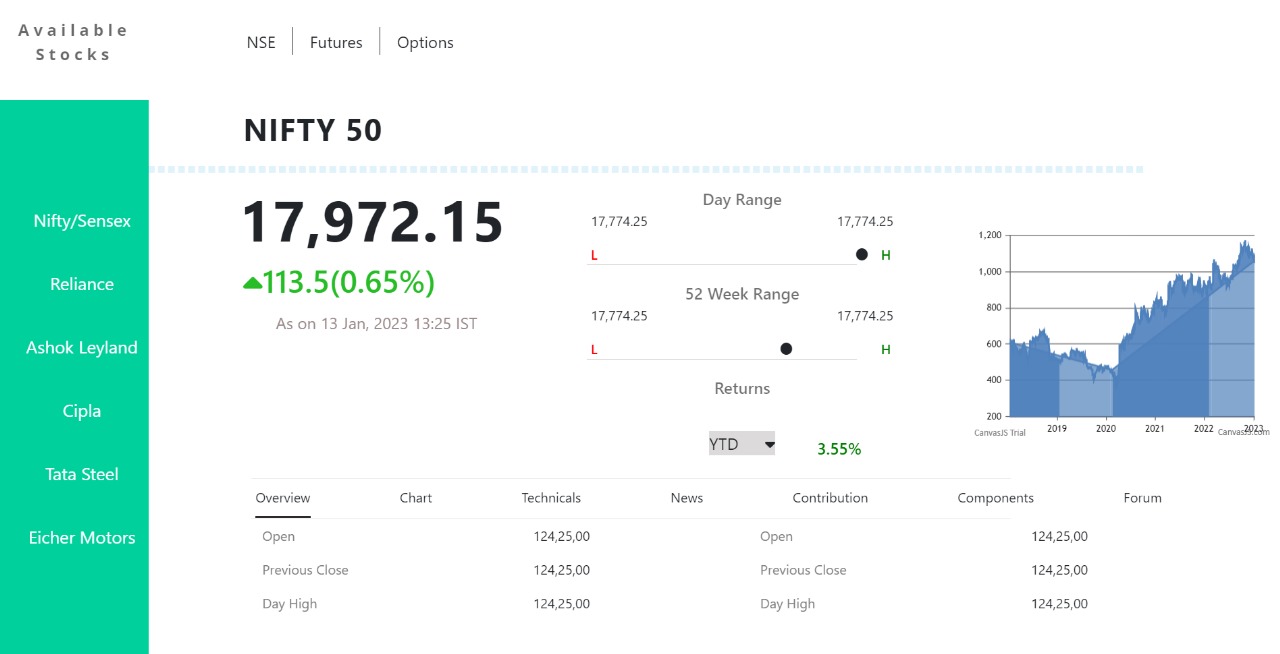 Available
Stocks
NSE Futures Options
NIFTY 50
Nifty/Sensex
Reliance
Ashok Leyland
Cipla
Tata Steel
Eicher Motors
17,972.15
113.5(0.65%)
As on 13 Jan, 2023 13:25 IST
Day Range
17,774.25 17,774.25
L H
52 Week Range
17,774.25 17,774.25
L H
Returns
YTD 3.55%
1,200
1,000
800
600
400
200
2019 2020 2021 2022 2023
CanvasJS Trial CanvasJS.com
Overview Chart Technicals News Contribution Components Forum
Open 124,25,00 Open 124,25,00
Previous Close 124,25,00 Previous Close 124,25,00
Day High 124,25,00 Day High 124,25,00